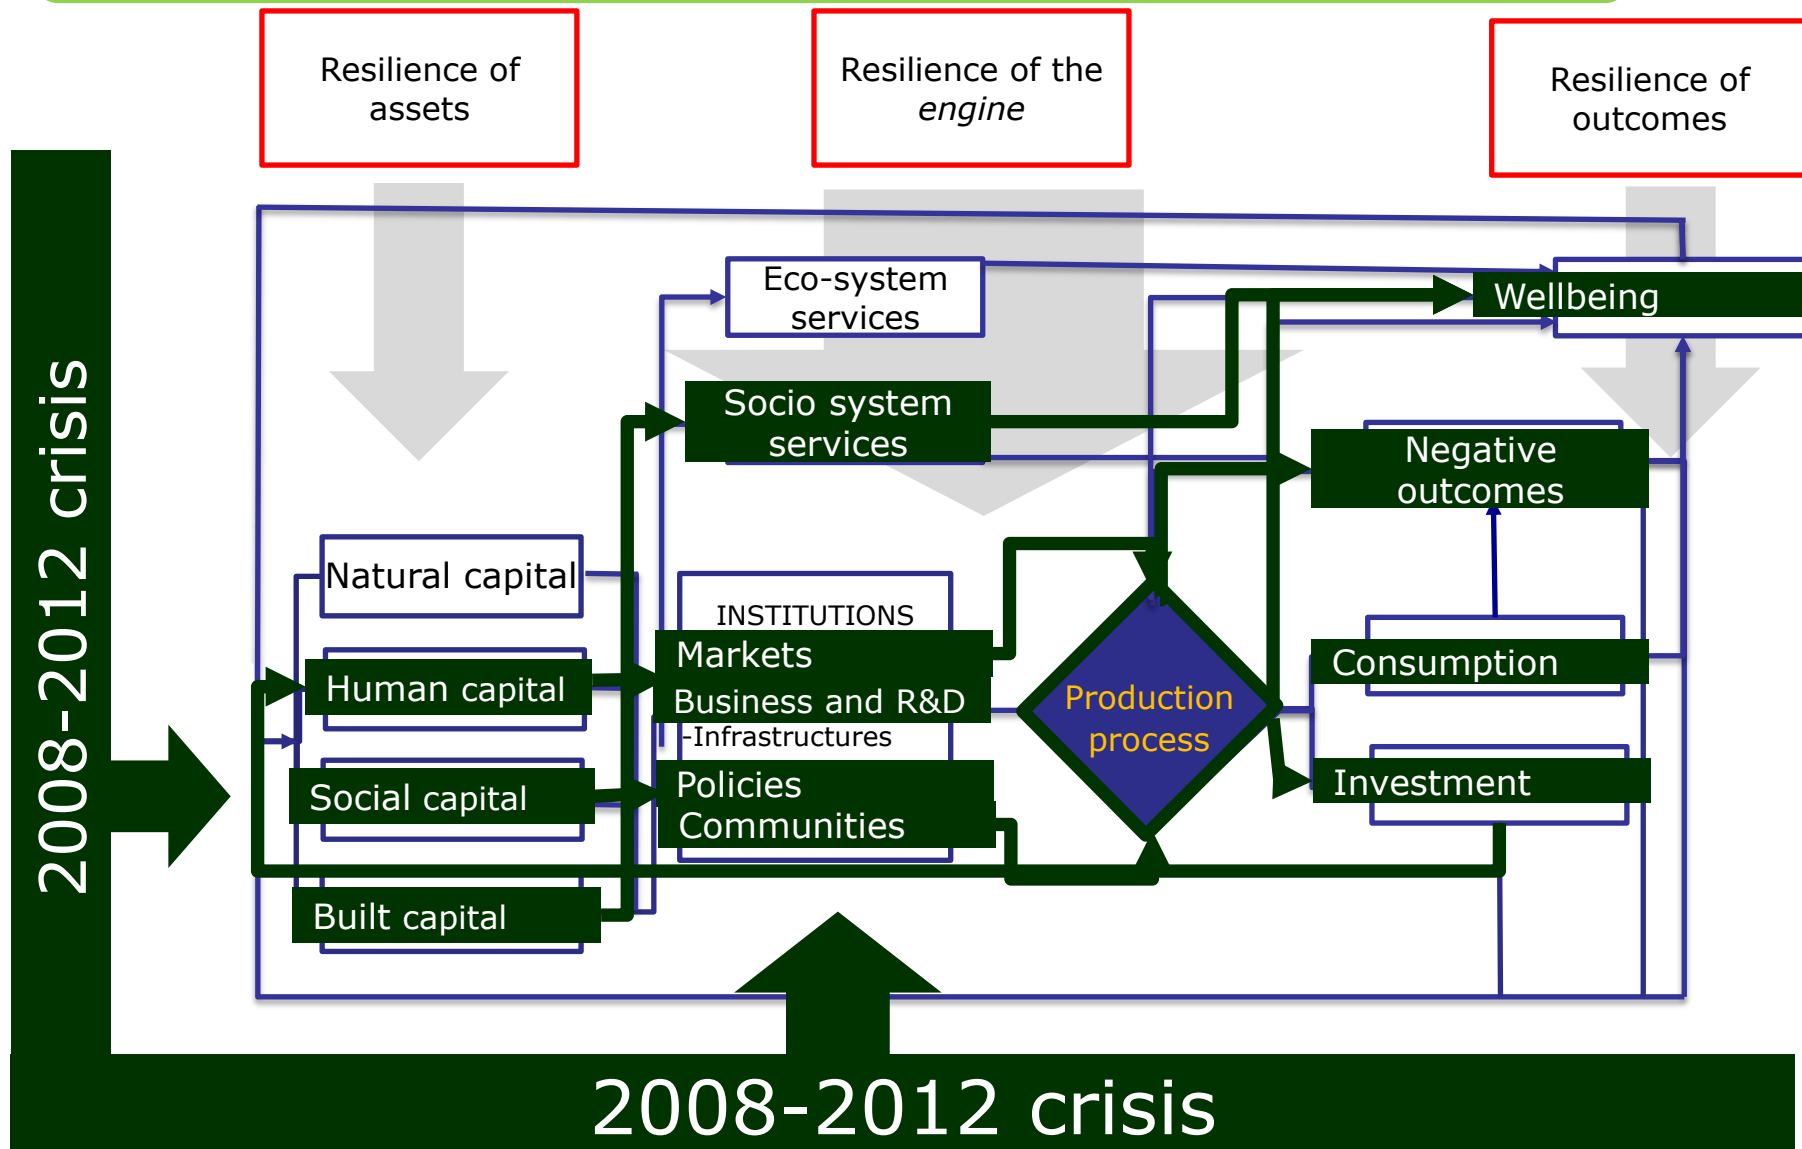 Resilience of
assets
Resilience of the
engine
Resilience of
outcomes
2008-2012 crisis
Eco-system
services
Wellbeing
Socio system
services
Negative
outcomes
Natural capital
INSTITUTIONS
Markets
Business and R&D
-Infrastructures
Policies
Communities
Human capital
Social capital
Built capital
Production
process
Consumption
Investment
2008-2012 crisis